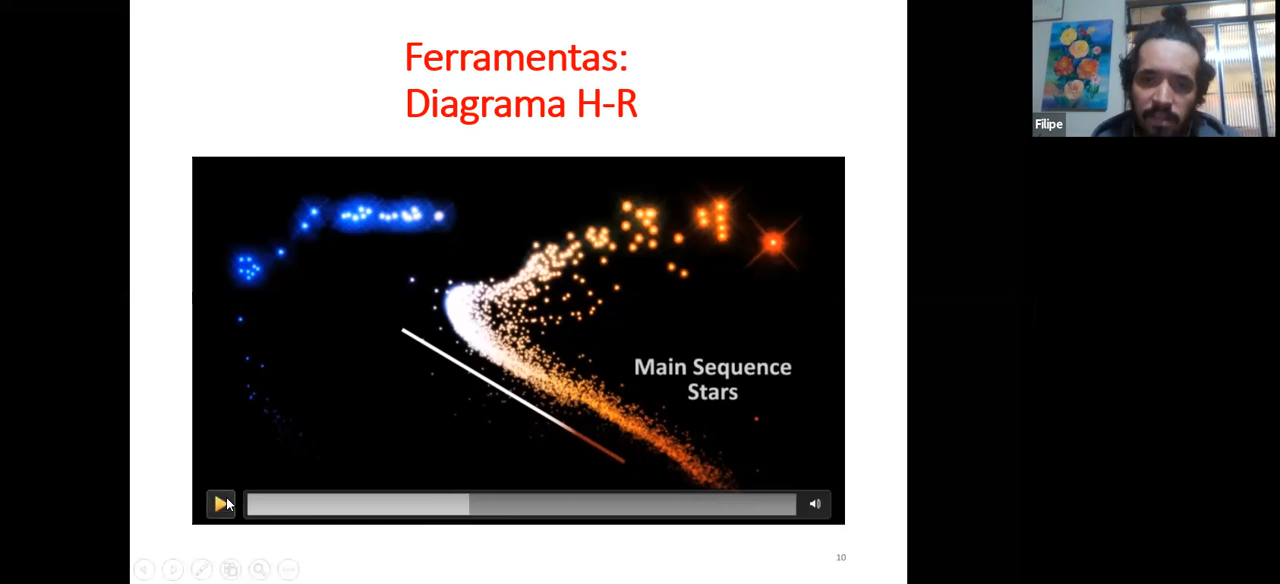 Ferramentas:
Diagrama H-R
Filipe
Main Sequence
Stars
10